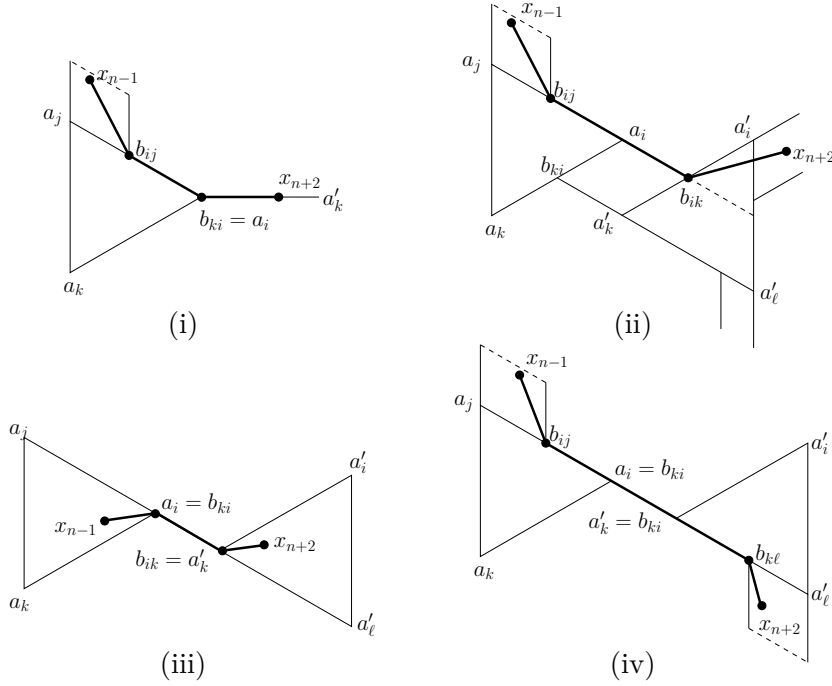 x_{n-1}
a_j
b_{ij}
x_{n+2}
a'_k
b_{ki} = a_i
a_k
(i)
x_{n-1}
a_j
b_{ij}
a_i
a'_i
x_{n+2}
b_{ki}
b_{ik}
a_k
a'_k
a'_ℓ
(ii)
a_j
a'_i
a_i = b_{ki}
x_{n-1}
x_{n+2}
b_{ik} = a'_k
a_k
a'_ℓ
(iii)
x_{n-1}
a_j
b_{ij}
a'_i
a_i = b_{ki}
a'_k = b_{ki}
b_{kℓ}
a_k
a'_ℓ
x_{n+2}
(iv)